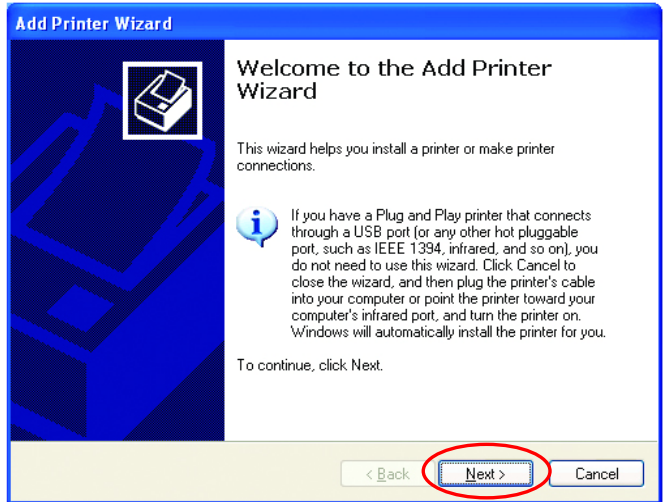 Add Printer Wizard
Welcome to the Add Printer
Wizard
This wizard helps you install a printer or make printer
connections.
If you have a Plug and Play printer that connects
through a USB port (or any other hot pluggable
port, such as IEEE 1394, infrared, and so on), you
do not need to use this wizard. Click Cancel to
close the wizard, and then plug the printer's cable
into your computer or point the printer toward your
computer's infrared port, and turn the printer on.
Windows will automatically install the printer for you.
To continue, click Next.
< Back Next > Cancel